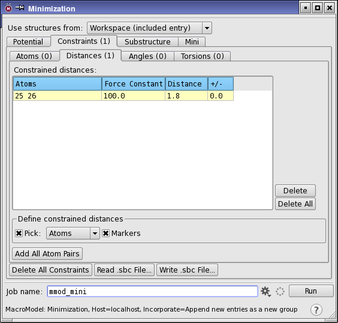 Minimization
Use structures from: Workspace (included entry)
Potential Constraints (1) Substructure Mini
Atoms (0) Distances (1) Angles (0) Torsions (0)
Constrained distances:
Atoms Force Constant Distance +/-
25 26 100.0 1.8 0.0
Delete
Delete All
Define constrained distances
Pick: Atoms Markers
Add All Atom Pairs
Delete All Constraints Read .sbc File... Write .sbc File...
Job name: mmod_mini Run
MacroModel: Minimization, Host=localhost, Incorporate=Append new entries as a new group ?